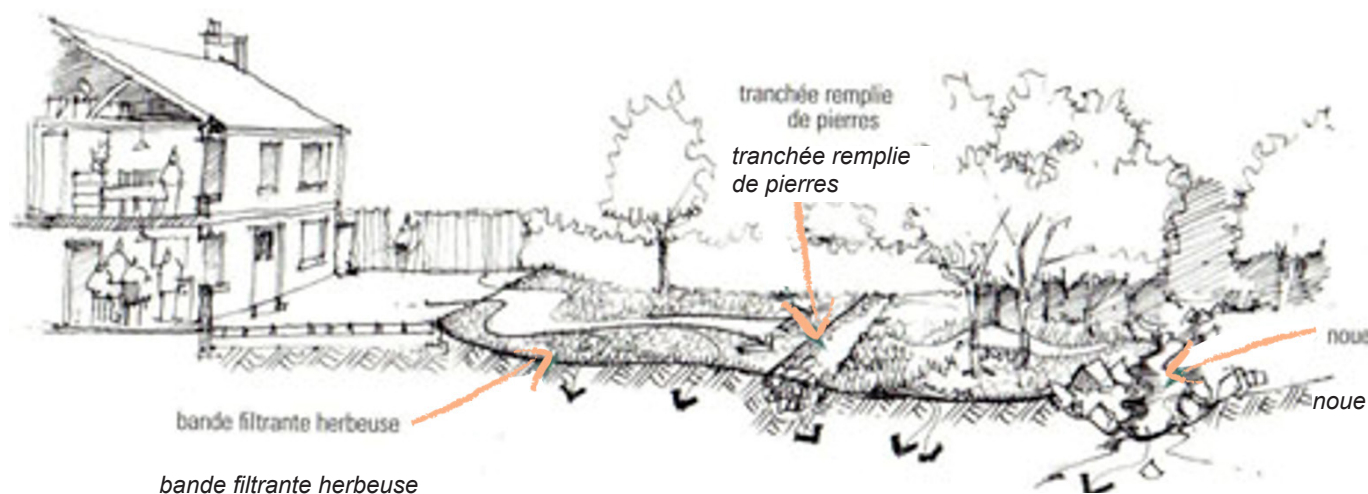 tranchée remplie
de pierres
tranchée remplie
de pierres
noue
noue
bande filtrante herbeuse
bande filtrante herbeuse